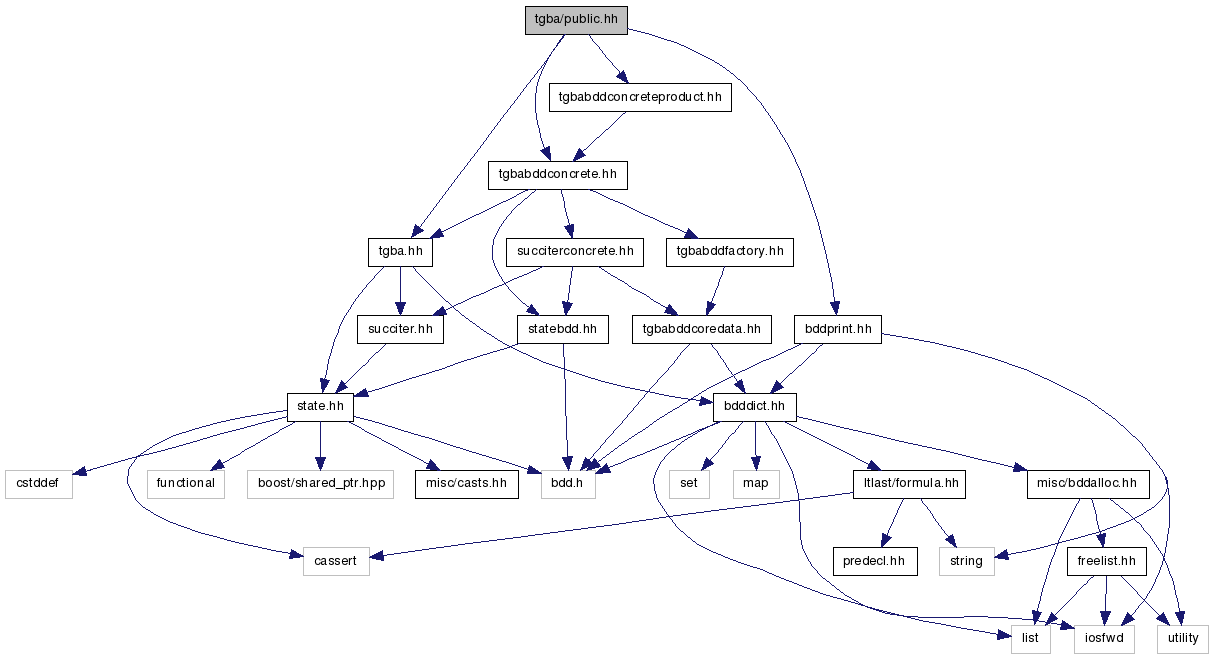 tgba/public.hh
tgbabddconcreteproduct.hh
tgbabddconcrete.hh
tgba.hh
succiterconcrete.hh
tgbabddfactory.hh
succiter.hh
statebdd.hh
tgbabddcoredata.hh
bddprint.hh
state.hh
bdddict.hh
cstddef
functional
boost/shared_ptr.hpp
misc/casts.hh
bdd.h
set
map
ltlast/formula.hh
misc/bddalloc.hh
cassert
predecl.hh
string
freelist.hh
list
iosfwd
utility